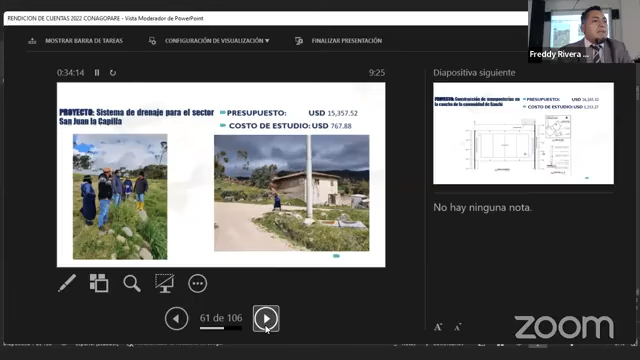 RENDICION DE CUENTAS 2022 CONAGOPARE - Vista Moderador de PowerPoint
MOSTRAR BARRA DE TAREAS
CONFIGURACIÓN DE VISUALIZACIÓN ▾
FINALIZAR PRESENTACIÓN
Freddy Rivera ...
0:34:14
9:25
PROYECTO: Sistema de drenaje para el sector
San Juan la Capilla
PRESUPUESTO: USD 15,357.52
COSTO DE ESTUDIO: USD 767.88
Diapositiva siguiente
PRESUPUESTO:
COSTO DE ESTUDIO:
No hay ninguna nota.
61 de 106
zoom